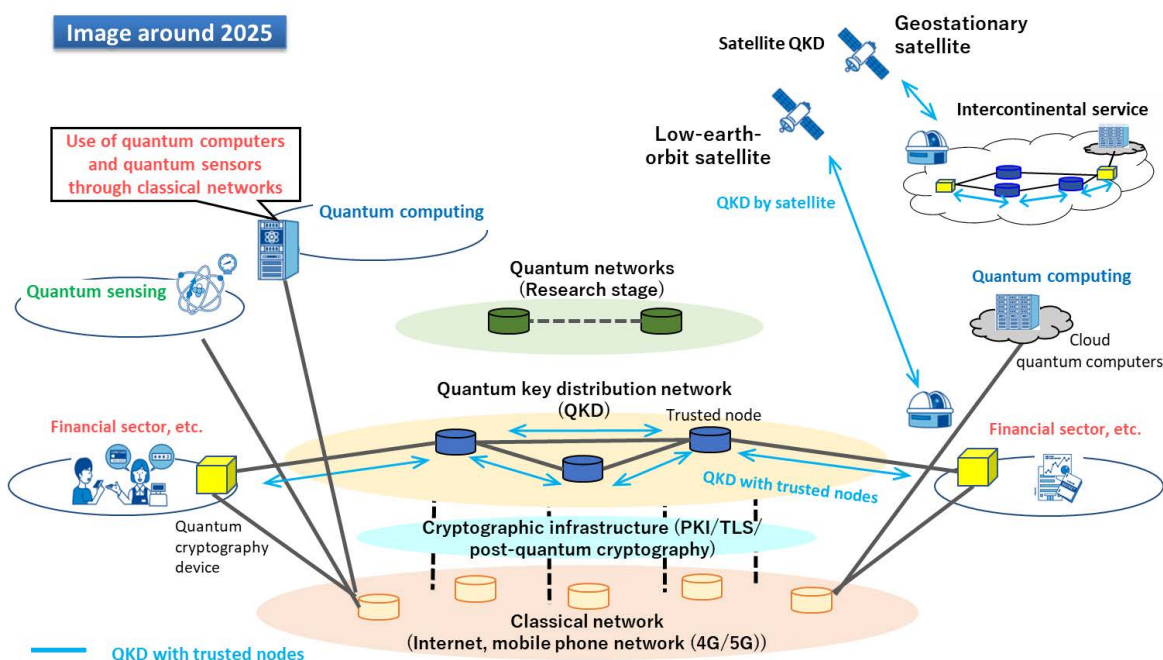 Image around 2025
Satellite QKD
Geostationary
satellite
Low-earth-
orbit satellite
Intercontinental service
QKD by satellite
Use of quantum computers
and quantum sensors
through classical networks
Quantum computing
Quantum sensing
Quantum networks
(Research stage)
Quantum computing
Cloud
quantum computers
Quantum key distribution network
(QKD)
Trusted node
Financial sector, etc.
Financial sector, etc.
QKD with trusted nodes
Quantum
cryptography
device
Cryptographic infrastructure (PKI/TLS/
post-quantum cryptography)
Classical network
(Internet, mobile phone network (4G/5G))
QKD with trusted nodes